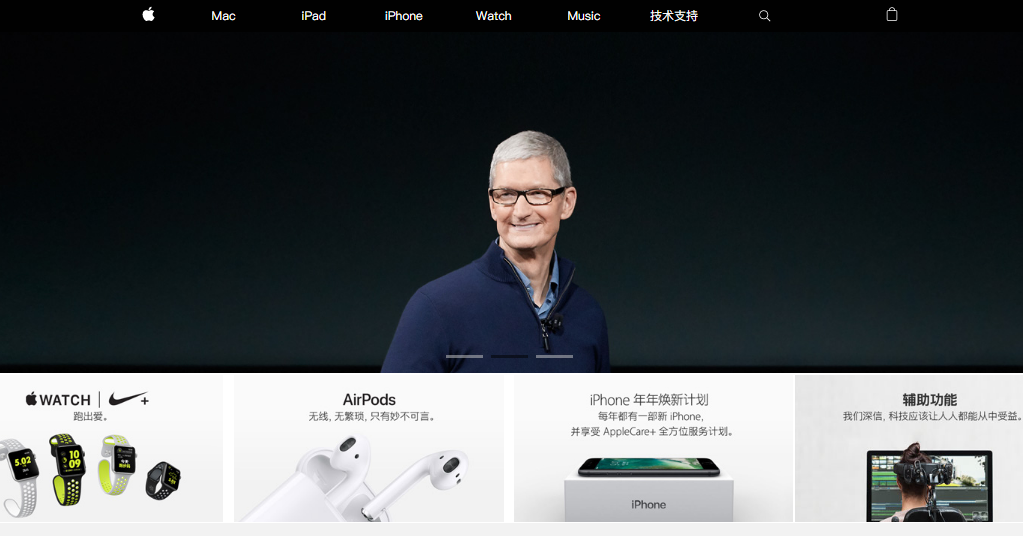 Mac
iPad
iPhone
Watch
Music
技术支持
WATCH
跑出爱。
AirPods
无线，无繁琐，只有妙不可言。
iPhone 年年焕新计划
每年都有一部新 iPhone，
并享受 AppleCare+ 全方位服务计划。
辅助功能
我们深信，科技应该让人人都能从中受益。
5.02
10
09
iPhone